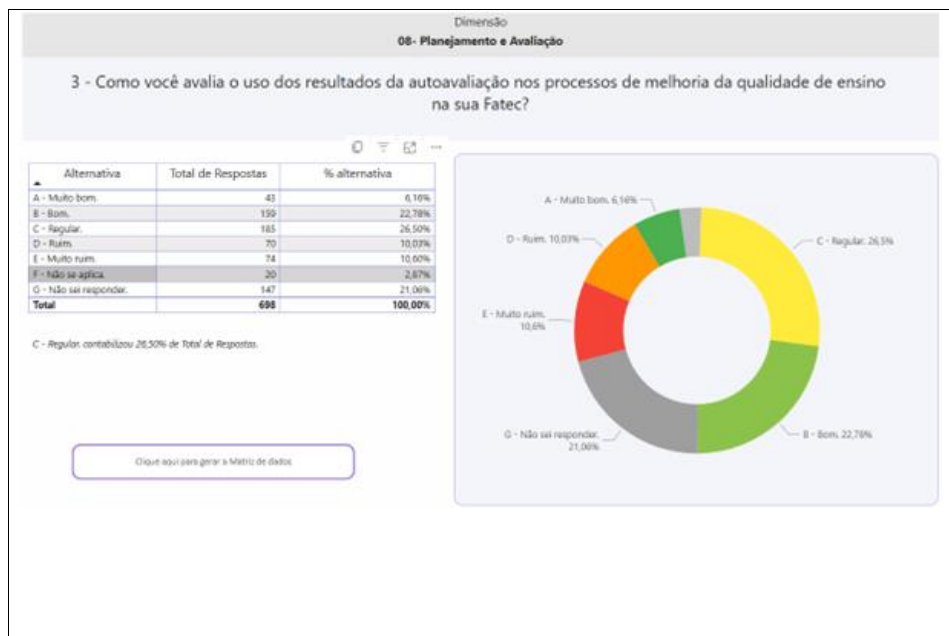 Dimensão
08- Planejamento e Avaliação
3 - Como você avalia o uso dos resultados da autoavaliação nos processos de melhoria da qualidade de ensino
na sua Fatec?
Alternativa Total de Respostas % alternativa
A - Muito bom. 43 6,16%
B - Bom. 159 22,78%
C - Regular. 185 26,50%
D - Ruim. 70 10,03%
E - Muito ruim. 74 10,60%
F - Não se aplica. 20 2,87%
G - Não sei responder. 147 21,06%
Total 698 100,00%
C - Regular. contabilizou 26,50% de Total de Respostas.
Clique aqui para gerar a Matriz de dados
A - Muito bom. 6,16%
D - Ruim. 10,03%
C - Regular. 26,5%
E - Muito ruim.
10,6%
G - Não sei responder.
21,06%
B - Bom. 22,78%